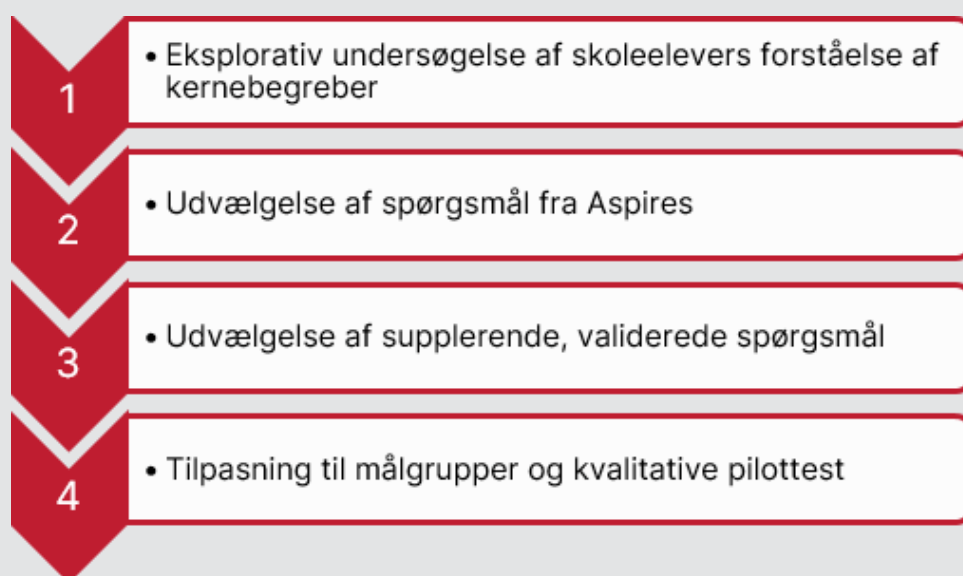 1
• Eksplorativ undersøgelse af skoleelevers forståelse af
kernebegreber
2
• Udvælgelse af spørgsmål fra Aspires
3
• Udvælgelse af supplerende, validerede spørgsmål
4
• Tilpasning til målgrupper og kvalitative pilottest